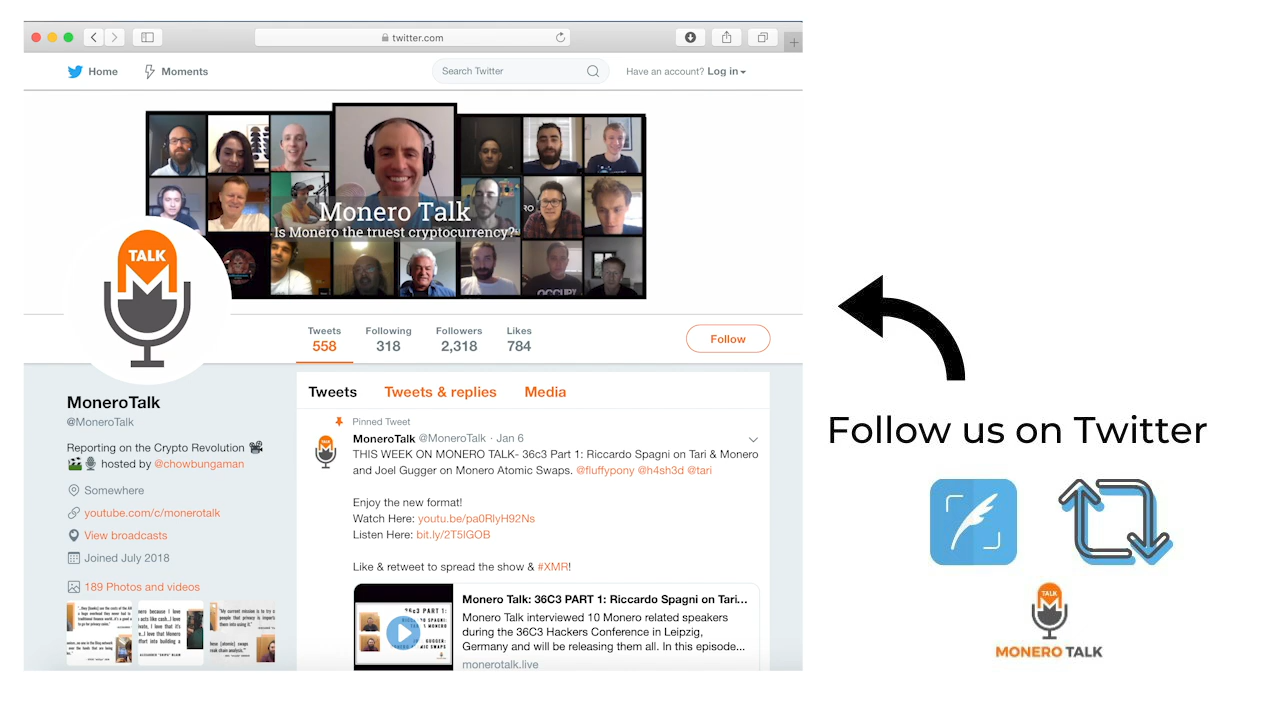 twitter.com
Home
Moments
Search Twitter
Have an account? Log in
Monero Talk
Is Monero the truest cryptocurrency?
TALK
Tweets
Following
Followers
Likes
558
318
2,318
784
Follow
MoneroTalk
@MoneroTalk
Reporting on the Crypto Revolution
hosted by @chowbungaman
Somewhere
youtube.com/c/monerotalk
View broadcasts
Joined July 2018
189 Photos and videos
Tweets
Tweets & replies
Media
Pinned Tweet
MoneroTalk @MoneroTalk · Jan 6
THIS WEEK ON MONERO TALK- 36c3 Part 1: Riccardo Spagni on Tari & Monero
and Joel Gugger on Monero Atomic Swaps. @fluffypony @h4sh3d @tari
Enjoy the new format!
Watch Here: youtu.be/pa0RlyH92Ns
Listen Here: bit.ly/2T5IGOB
Like & retweet to spread the show & #XMR!
36C3 PART 1:
Monero Talk: 36C3 PART 1: Riccardo Spagni on Tari...
Monero Talk interviewed 10 Monero related speakers
during the 36C3 Hackers Conference in Leipzig,
Germany and will be releasing them all. In this episode...
monerotalk.live
Follow us on Twitter
TALK
MONERO TALK